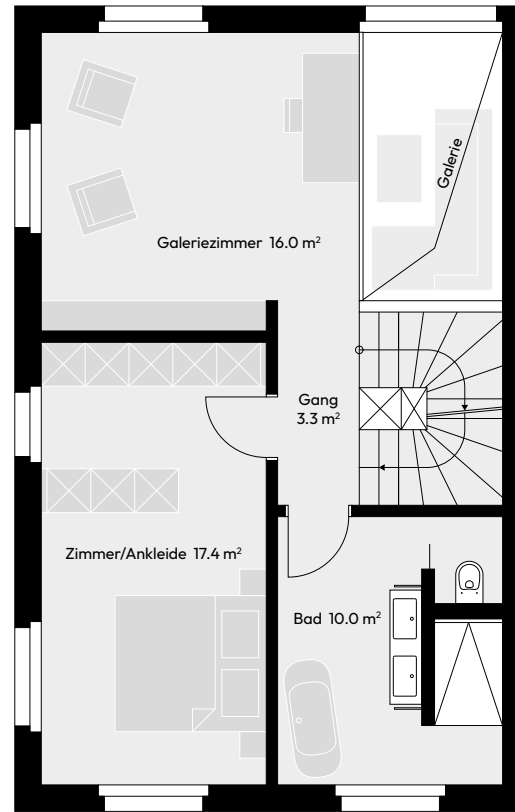 Galerie
Galeriezimmer 16.0 m²
Gang
3.3 m²
Zimmer/Ankleide 17.4 m²
Bad 10.0 m²